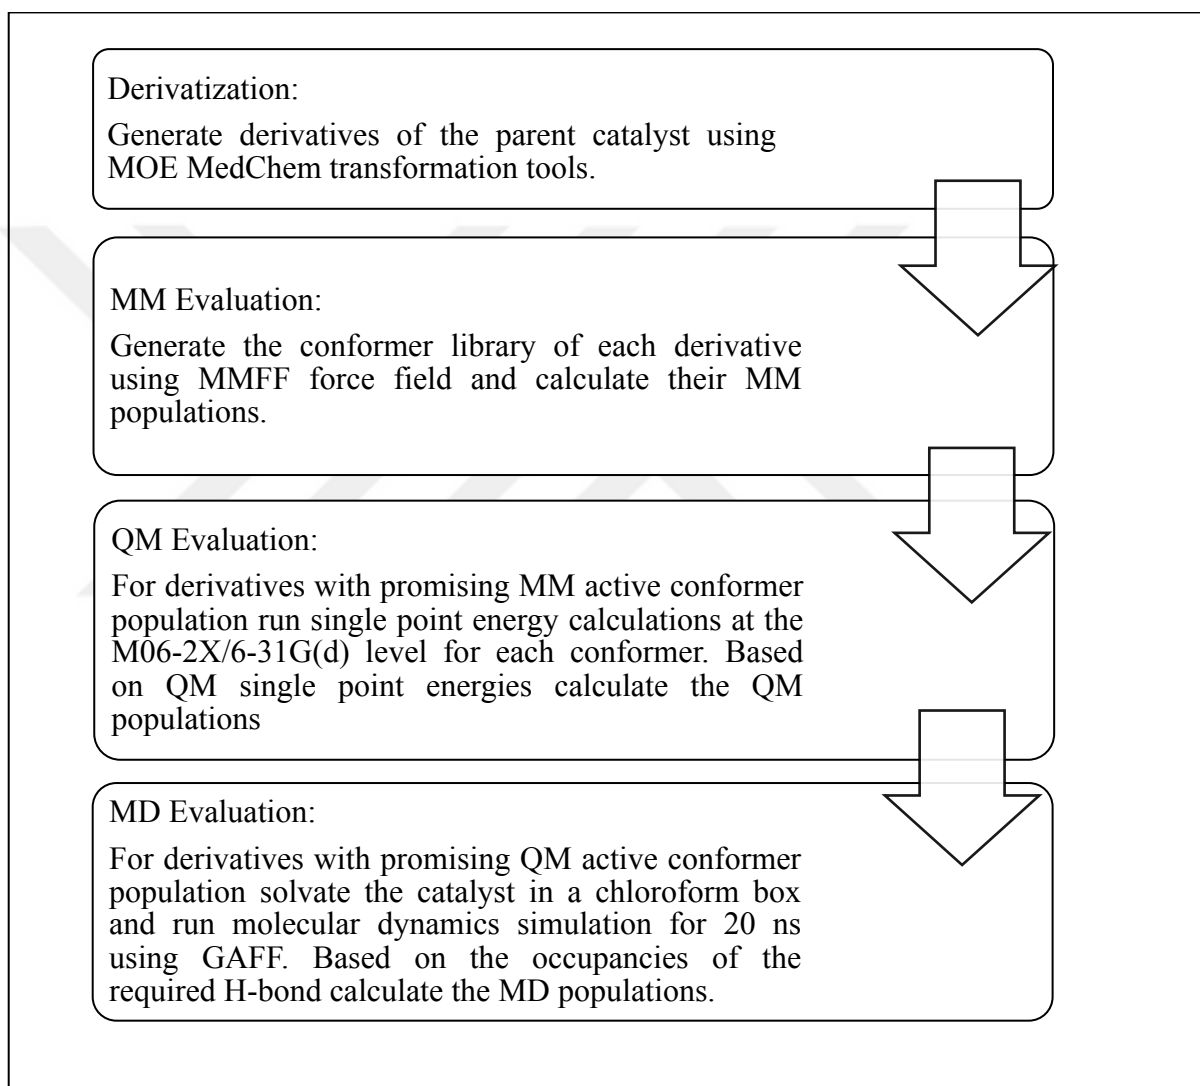 Derivatization:
Generate derivatives of the parent catalyst using
MOE MedChem transformation tools.
MM Evaluation:
Generate the conformer library of each derivative
using MMFF force field and calculate their MM
populations.
QM Evaluation:
For derivatives with promising MM active conformer
population run single point energy calculations at the
M06-2X/6-31G(d) level for each conformer. Based
on QM single point energies calculate the QM
populations
MD Evaluation:
For derivatives with promising QM active conformer
population solvate the catalyst in a chloroform box
and run molecular dynamics simulation for 20 ns
using GAFF. Based on the occupancies of the
required H-bond calculate the MD populations.